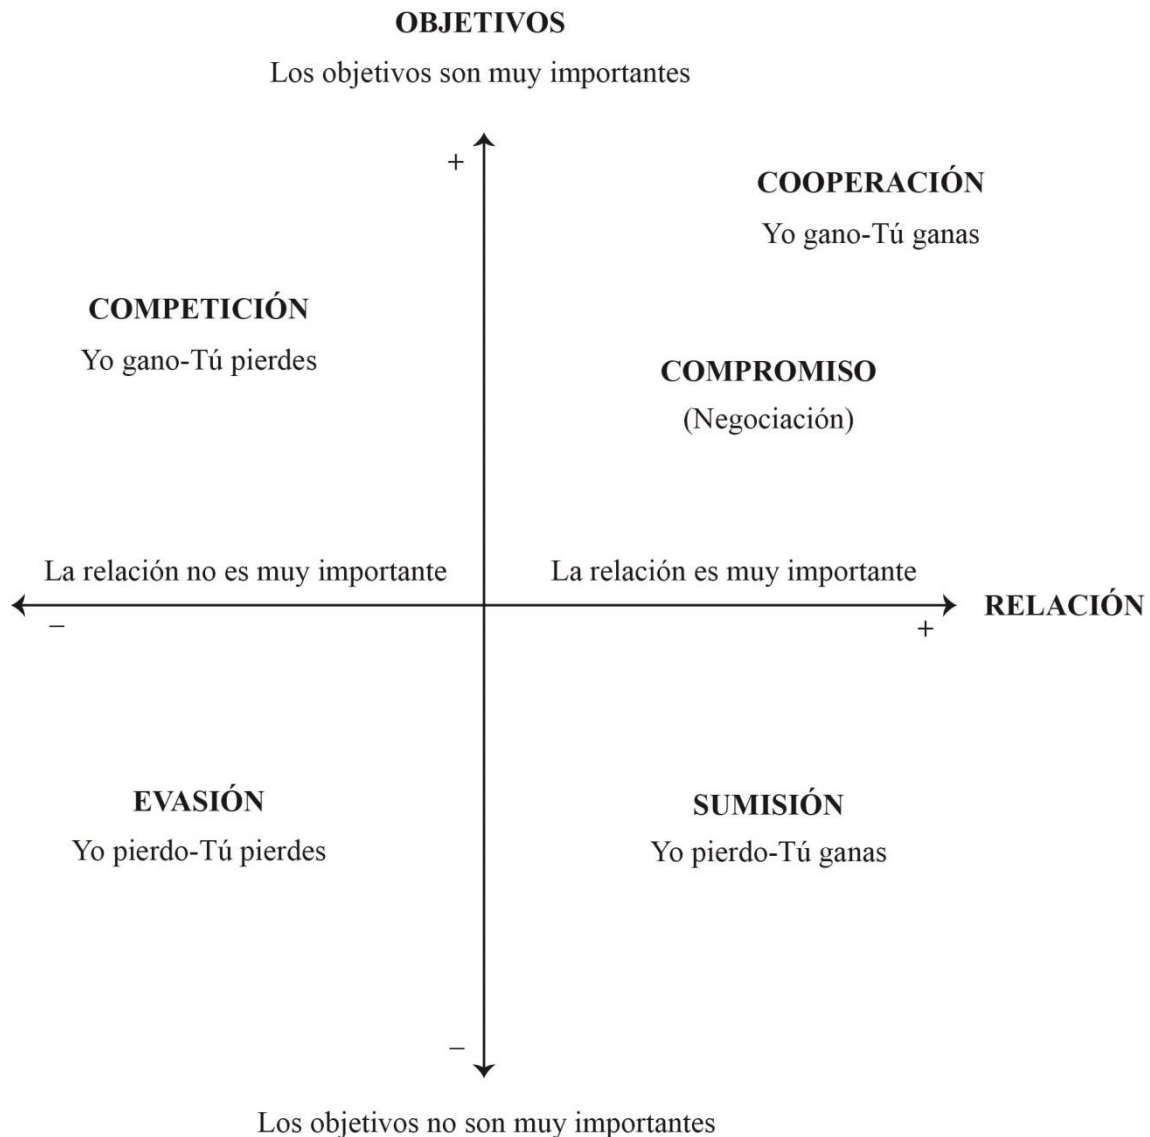 OBJETIVOS
Los objetivos son muy importantes
+
COOPERACIÓN
Yo gano-Tú ganas
COMPETICIÓN
Yo gano-Tú pierdes
COMPROMISO
(Negociación)
La relación no es muy importante
La relación es muy importante
RELACIÓN
–
+
EVASIÓN
Yo pierdo-Tú pierdes
SUMISIÓN
Yo pierdo-Tú ganas
–
Los objetivos no son muy importantes